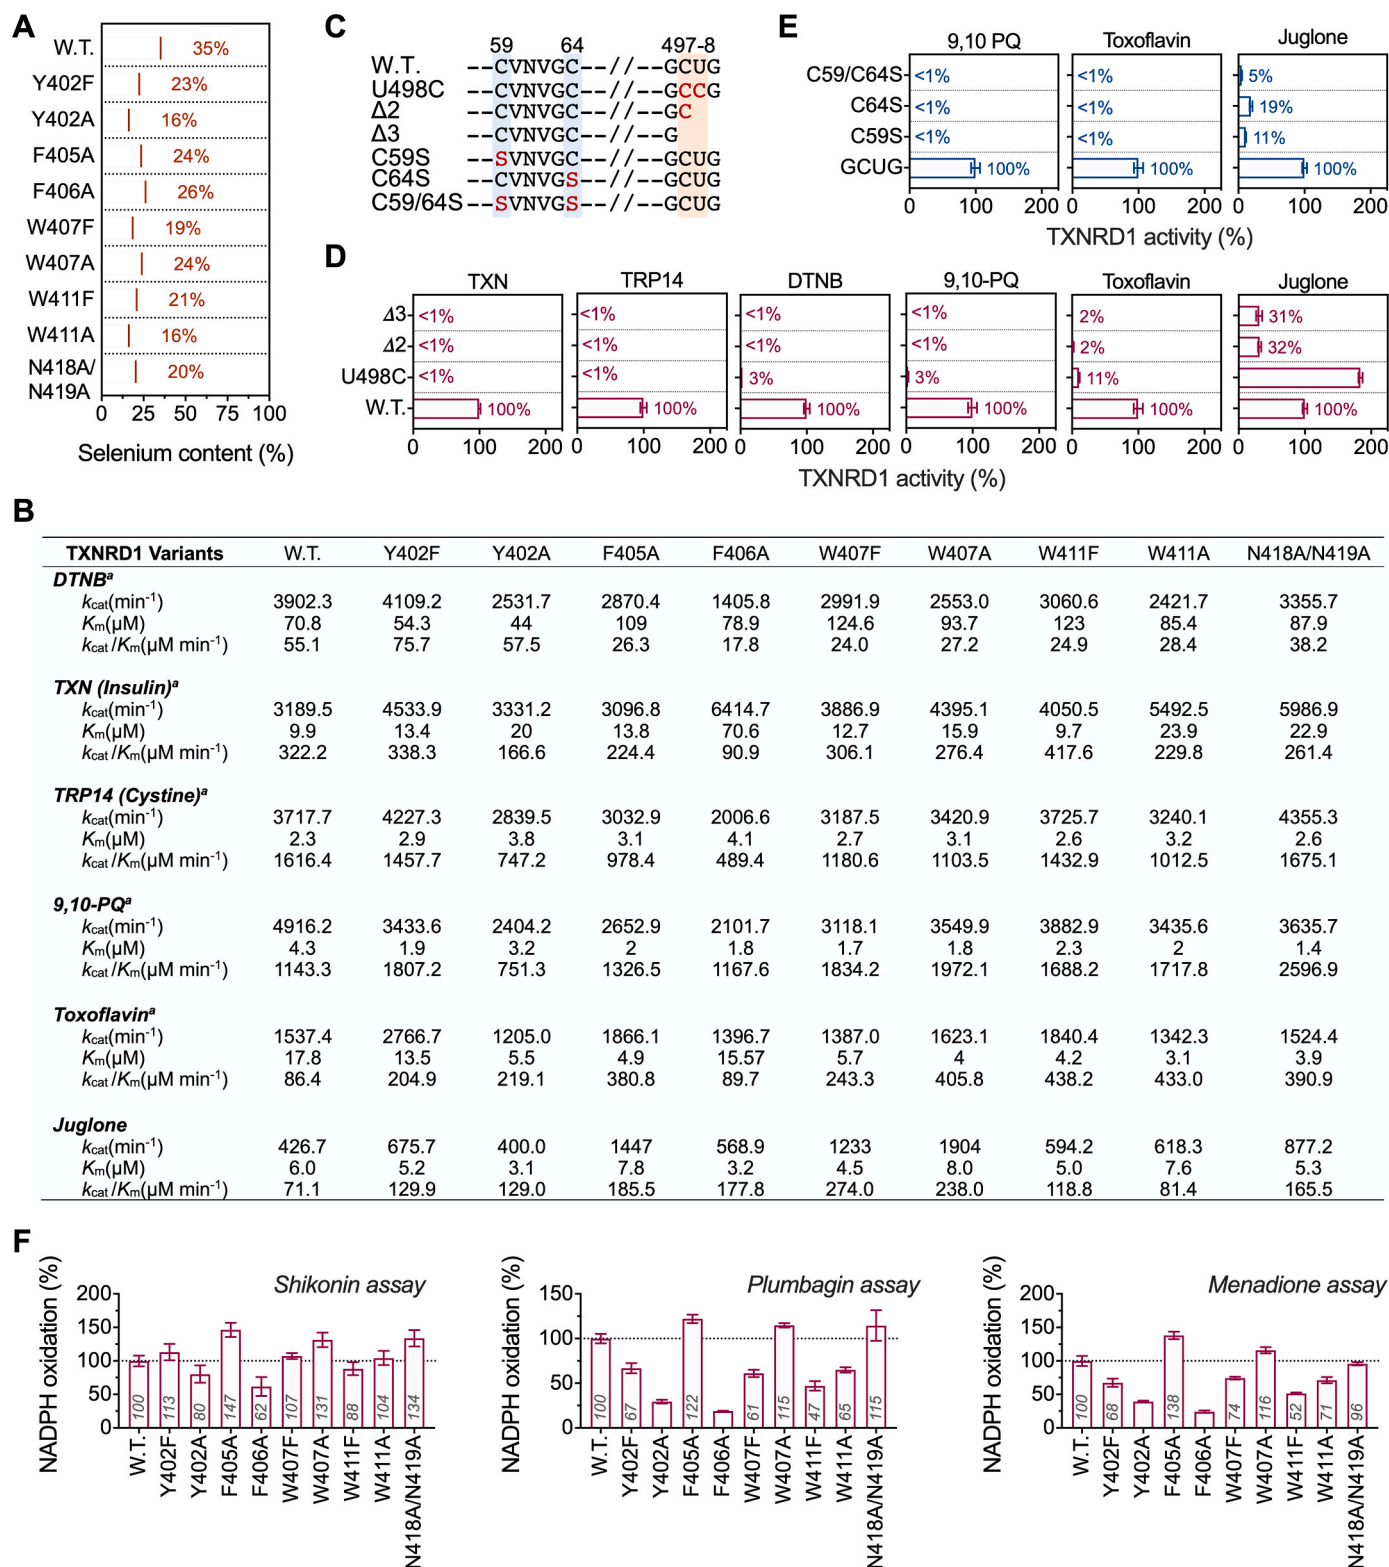 A
W.T. 35%
Y402F 23%
Y402A 16%
F405A 24%
F406A 26%
W407F 19%
W407A 24%
W411F 21%
W411A 16%
N418A/
N419A 20%
0 25 50 75 100
Selenium content (%)
C
59 64 497-8
W.T. --CVNVGC--//--GCUG
U498C --CVNVGC--//--GCCG
Δ2 --CVNVGC--//--GC
Δ3 --CVNVGC--//--G
C59S --SVNVGC--//--GCUG
C64S --CVNVGS--//--GCUG
C59/64S --SVNVGS--//--GCUG
E
9,10 PQ Toxoflavin Juglone
C59/C64S <1% <1% 5%
C64S <1% <1% 19%
C59S <1% <1% 11%
GCUG 100% 100% 100%
0 100 200 0 100 200 0 100 200
TXNRD1 activity (%)
D
TXN TRP14 DTNB 9,10-PQ Toxoflavin Juglone
Δ3 <1% <1% <1% <1% 2% 31%
Δ2 <1% <1% <1% <1% 2% 32%
U498C <1% <1% 3% 3% 11%
W.T. 100% 100% 100% 100% 100% 100%
0 100 200 0 100 200 0 100 200 0 100 200 0 100 200 0 100 200
TXNRD1 activity (%)
B
TXNRD1 Variants W.T. Y402F Y402A F405A F406A W407F W407A W411F W411A N418A/N419A
DTNBᵃ
kcat(min⁻¹) 3902.3 4109.2 2531.7 2870.4 1405.8 2991.9 2553.0 3060.6 2421.7 3355.7
Km(µM) 70.8 54.3 44 109 78.9 124.6 93.7 123 85.4 87.9
kcat/Km(µM min⁻¹) 55.1 75.7 57.5 26.3 17.8 24.0 27.2 24.9 28.4 38.2
TXN (Insulin)ᵃ
kcat(min⁻¹) 3189.5 4533.9 3331.2 3096.8 6414.7 3886.9 4395.1 4050.5 5492.5 5986.9
Km(µM) 9.9 13.4 20 13.8 70.6 12.7 15.9 9.7 23.9 22.9
kcat/Km(µM min⁻¹) 322.2 338.3 166.6 224.4 90.9 306.1 276.4 417.6 229.8 261.4
TRP14 (Cystine)ᵃ
kcat(min⁻¹) 3717.7 4227.3 2839.5 3032.9 2006.6 3187.5 3420.9 3725.7 3240.1 4355.3
Km(µM) 2.3 2.9 3.8 3.1 4.1 2.7 3.1 2.6 3.2 2.6
kcat/Km(µM min⁻¹) 1616.4 1457.7 747.2 978.4 489.4 1180.6 1103.5 1432.9 1012.5 1675.1
9,10-PQᵃ
kcat(min⁻¹) 4916.2 3433.6 2404.2 2652.9 2101.7 3118.1 3549.9 3882.9 3435.6 3635.7
Km(µM) 4.3 1.9 3.2 2 1.8 1.7 1.8 2.3 2 1.4
kcat/Km(µM min⁻¹) 1143.3 1807.2 751.3 1326.5 1167.6 1834.2 1972.1 1688.2 1717.8 2596.9
Toxoflavinᵃ
kcat(min⁻¹) 1537.4 2766.7 1205.0 1866.1 1396.7 1387.0 1623.1 1840.4 1342.3 1524.4
Km(µM) 17.8 13.5 5.5 4.9 15.57 5.7 4 4.2 3.1 3.9
kcat/Km(µM min⁻¹) 86.4 204.9 219.1 380.8 89.7 243.3 405.8 438.2 433.0 390.9
Juglone
kcat(min⁻¹) 426.7 675.7 400.0 1447 568.9 1233 1904 594.2 618.3 877.2
Km(µM) 6.0 5.2 3.1 7.8 3.2 4.5 8.0 5.0 7.6 5.3
kcat/Km(µM min⁻¹) 71.1 129.9 129.0 185.5 177.8 274.0 238.0 118.8 81.4 165.5
F
Shikonin assay
NADPH oxidation (%)
200
150
100
50
0
100 113 80 147 62 107 131 88 104 134
W.T. Y402F Y402A F405A F406A W407F W407A W411F W411A N418A/N419A
Plumbagin assay
NADPH oxidation (%)
150
100
50
0
100 67 122 61 115 47 65 115
W.T. Y402F Y402A F405A F406A W407F W407A W411F W411A N418A/N419A
Menadione assay
NADPH oxidation (%)
200
150
100
50
0
100 68 138 74 116 52 71 96
W.T. Y402F Y402A F405A F406A W407F W407A W411F W411A N418A/N419A